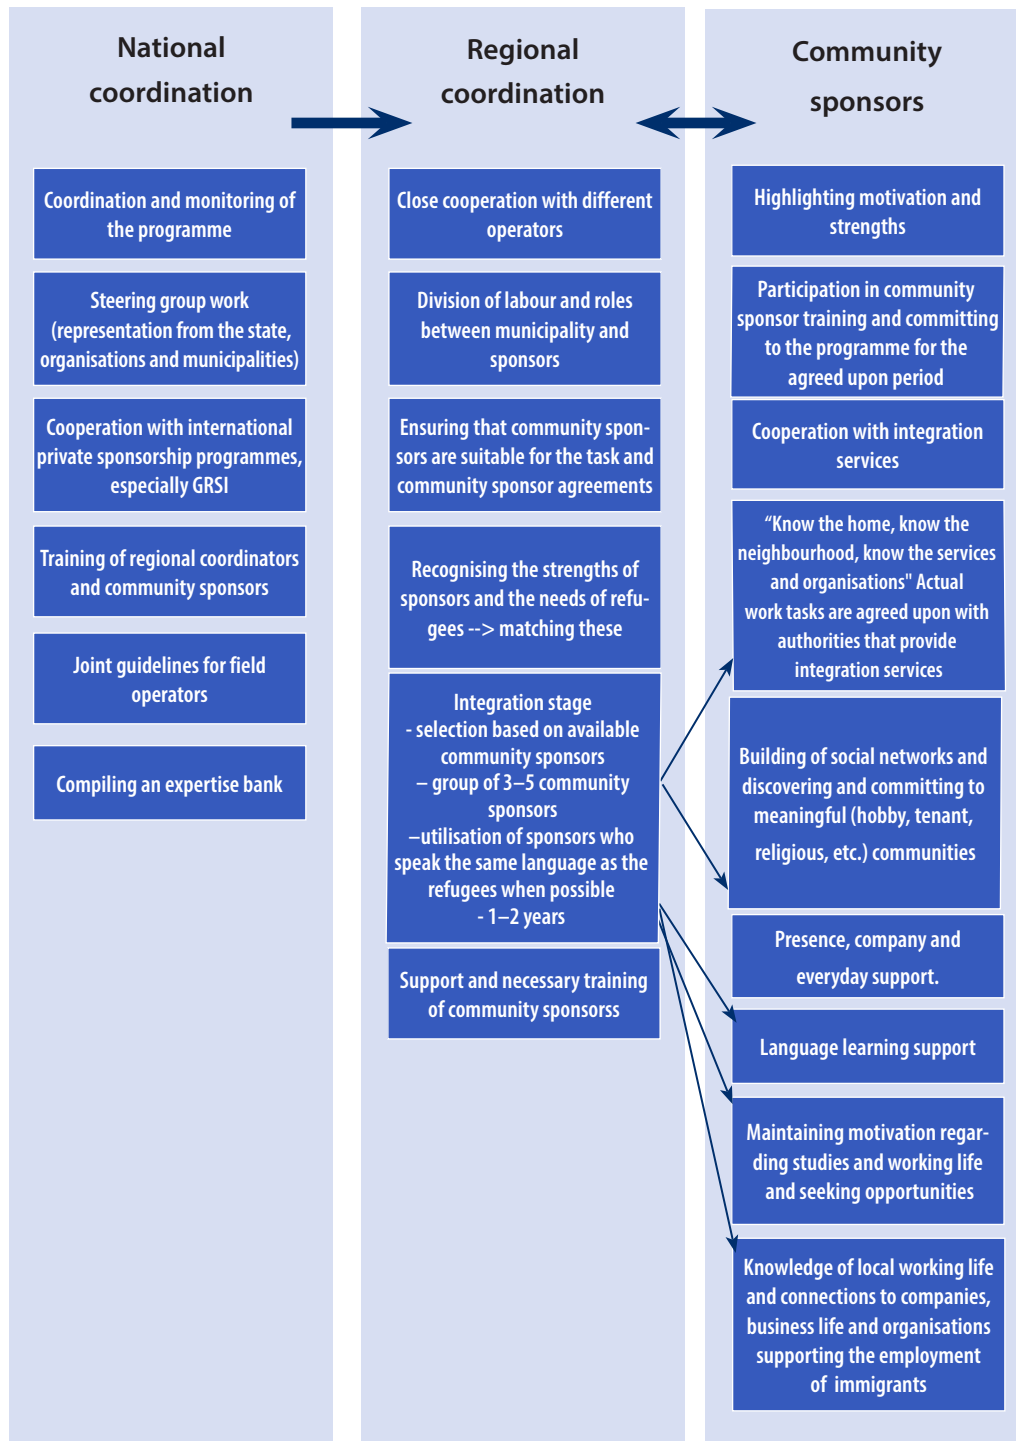 National
coordination
Coordination and monitoring of
the programme
Steering group work
(representation from the state,
organisations and municipalities)
Cooperation with international
private sponsorship programmes,
especially GRSI
Training of regional coordinators
and community sponsors
Joint guidelines for field
operators
Compiling an expertise bank
Regional
coordination
Close cooperation with different
operators
Division of labour and roles
between municipality and
sponsors
Ensuring that community spon-
sors are suitable for the task and
community sponsor agreements
Recognising the strengths of
sponsors and the needs of refu-
gees --> matching these
Integration stage
- selection based on available
community sponsors
– group of 3–5 community
sponsors
–utilisation of sponsors who
speak the same language as the
refugees when possible
- 1–2 years
Support and necessary training
of community sponsorss
Community
sponsors
Highlighting motivation and
strengths
Participation in community
sponsor training and committing
to the programme for the
agreed upon period
Cooperation with integration
services
“Know the home, know the
neighbourhood, know the services
and organisations" Actual
work tasks are agreed upon with
authorities that provide
integration services
Building of social networks and
discovering and committing to
meaningful (hobby, tenant,
religious, etc.) communities
Presence, company and
everyday support.
Language learning support
Maintaining motivation regar-
ding studies and working life
and seeking opportunities
Knowledge of local working life
and connections to companies,
business life and organisations
supporting the employment
of immigrants